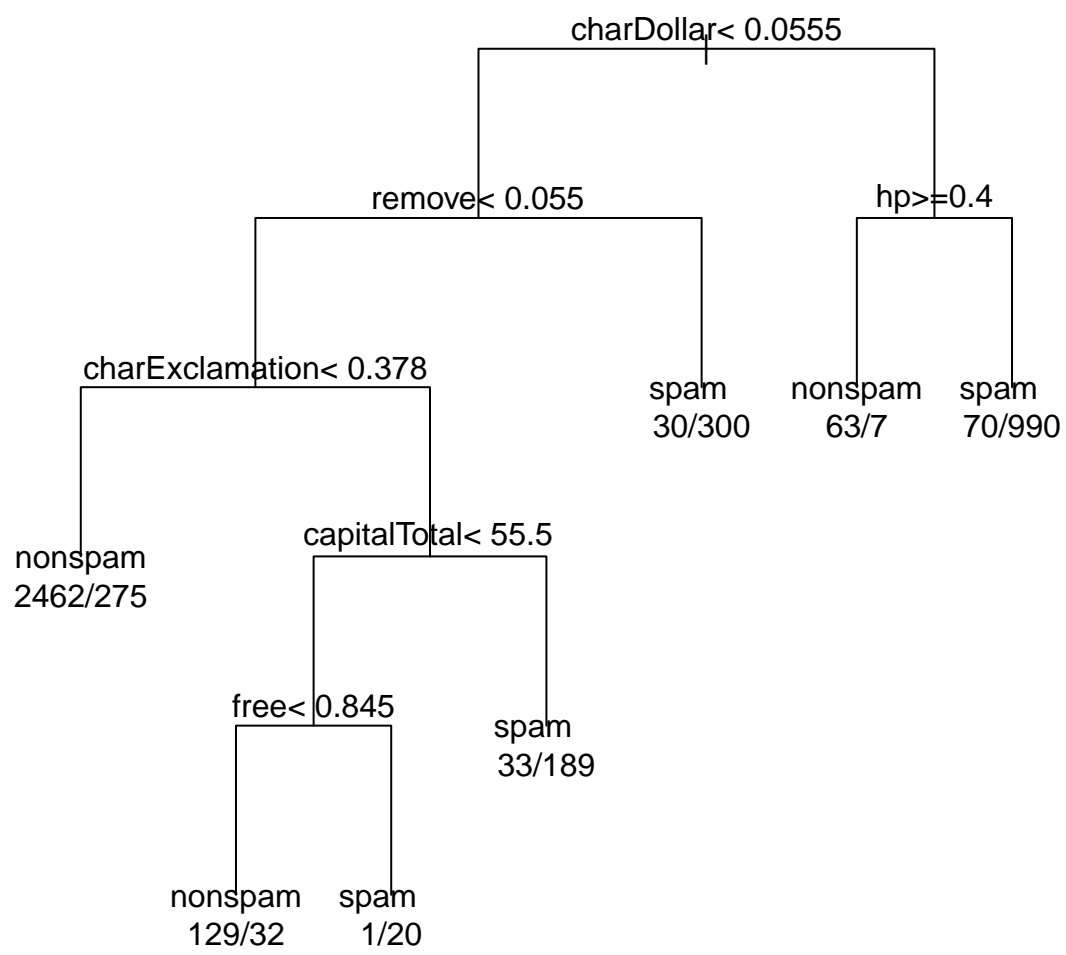 charDollar< 0.0555
remove< 0.055
hp>=0.4
charExclamation< 0.378
spam
30/300
nonspam
63/7
spam
70/990
capitalTotal< 55.5
nonspam
2462/275
free< 0.845
spam
33/189
nonspam
129/32
spam
1/20